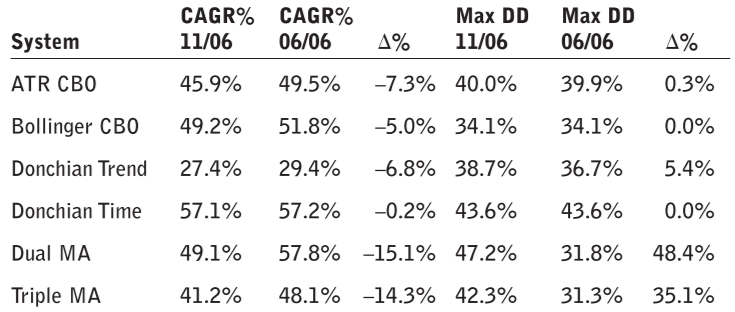 CAGR% CAGR% Max DD Max DD
System 11/06 06/06 Δ% 11/06 06/06 Δ%
ATR CBO 45.9% 49.5% –7.3% 40.0% 39.9% 0.3%
Bollinger CBO 49.2% 51.8% –5.0% 34.1% 34.1% 0.0%
Donchian Trend 27.4% 29.4% –6.8% 38.7% 36.7% 5.4%
Donchian Time 57.1% 57.2% –0.2% 43.6% 43.6% 0.0%
Dual MA 49.1% 57.8% –15.1% 47.2% 31.8% 48.4%
Triple MA 41.2% 48.1% –14.3% 42.3% 31.3% 35.1%